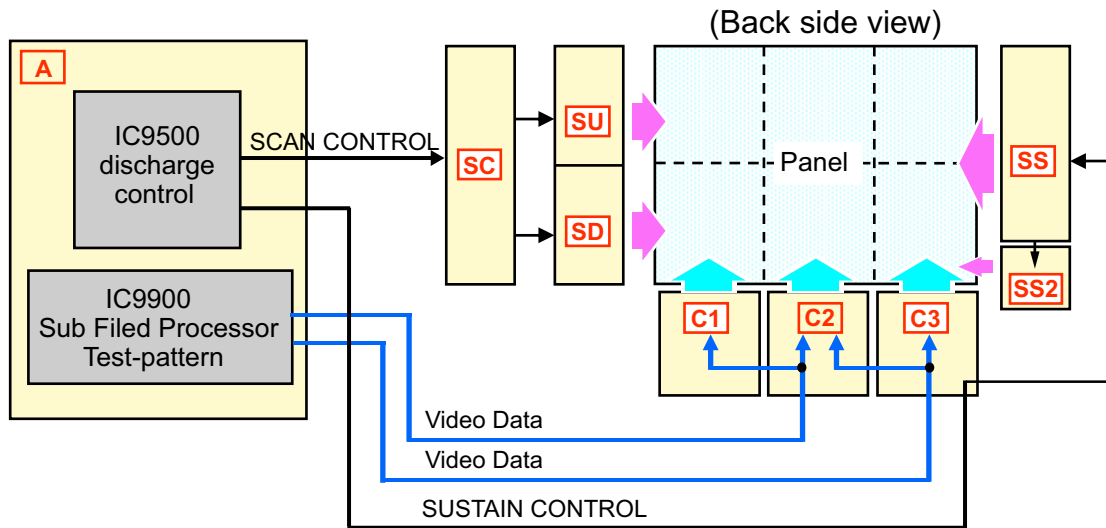 (Back side view)
A
IC9500
discharge
control
SCAN CONTROL
SC
SU
SD
Panel
SS
SS2
IC9900
Sub Filed Processor
Test-pattern
C1
C2
C3
Video Data
Video Data
SUSTAIN CONTROL